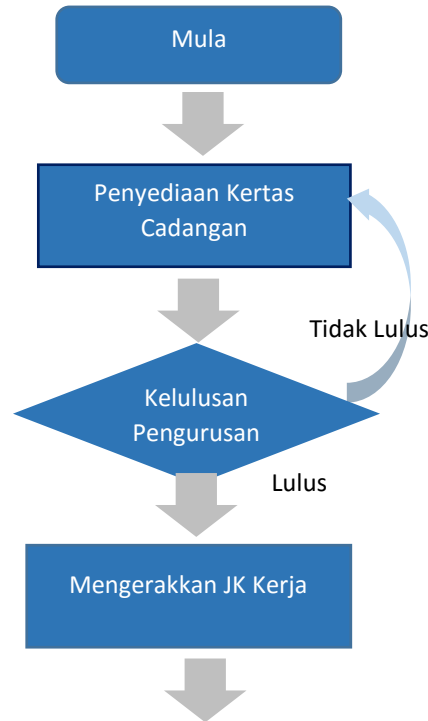 Mula
Penyediaan Kertas
Cadangan
Tidak Lulus
Kelulusan
Pengurusan
Lulus
Mengerakkan JK Kerja